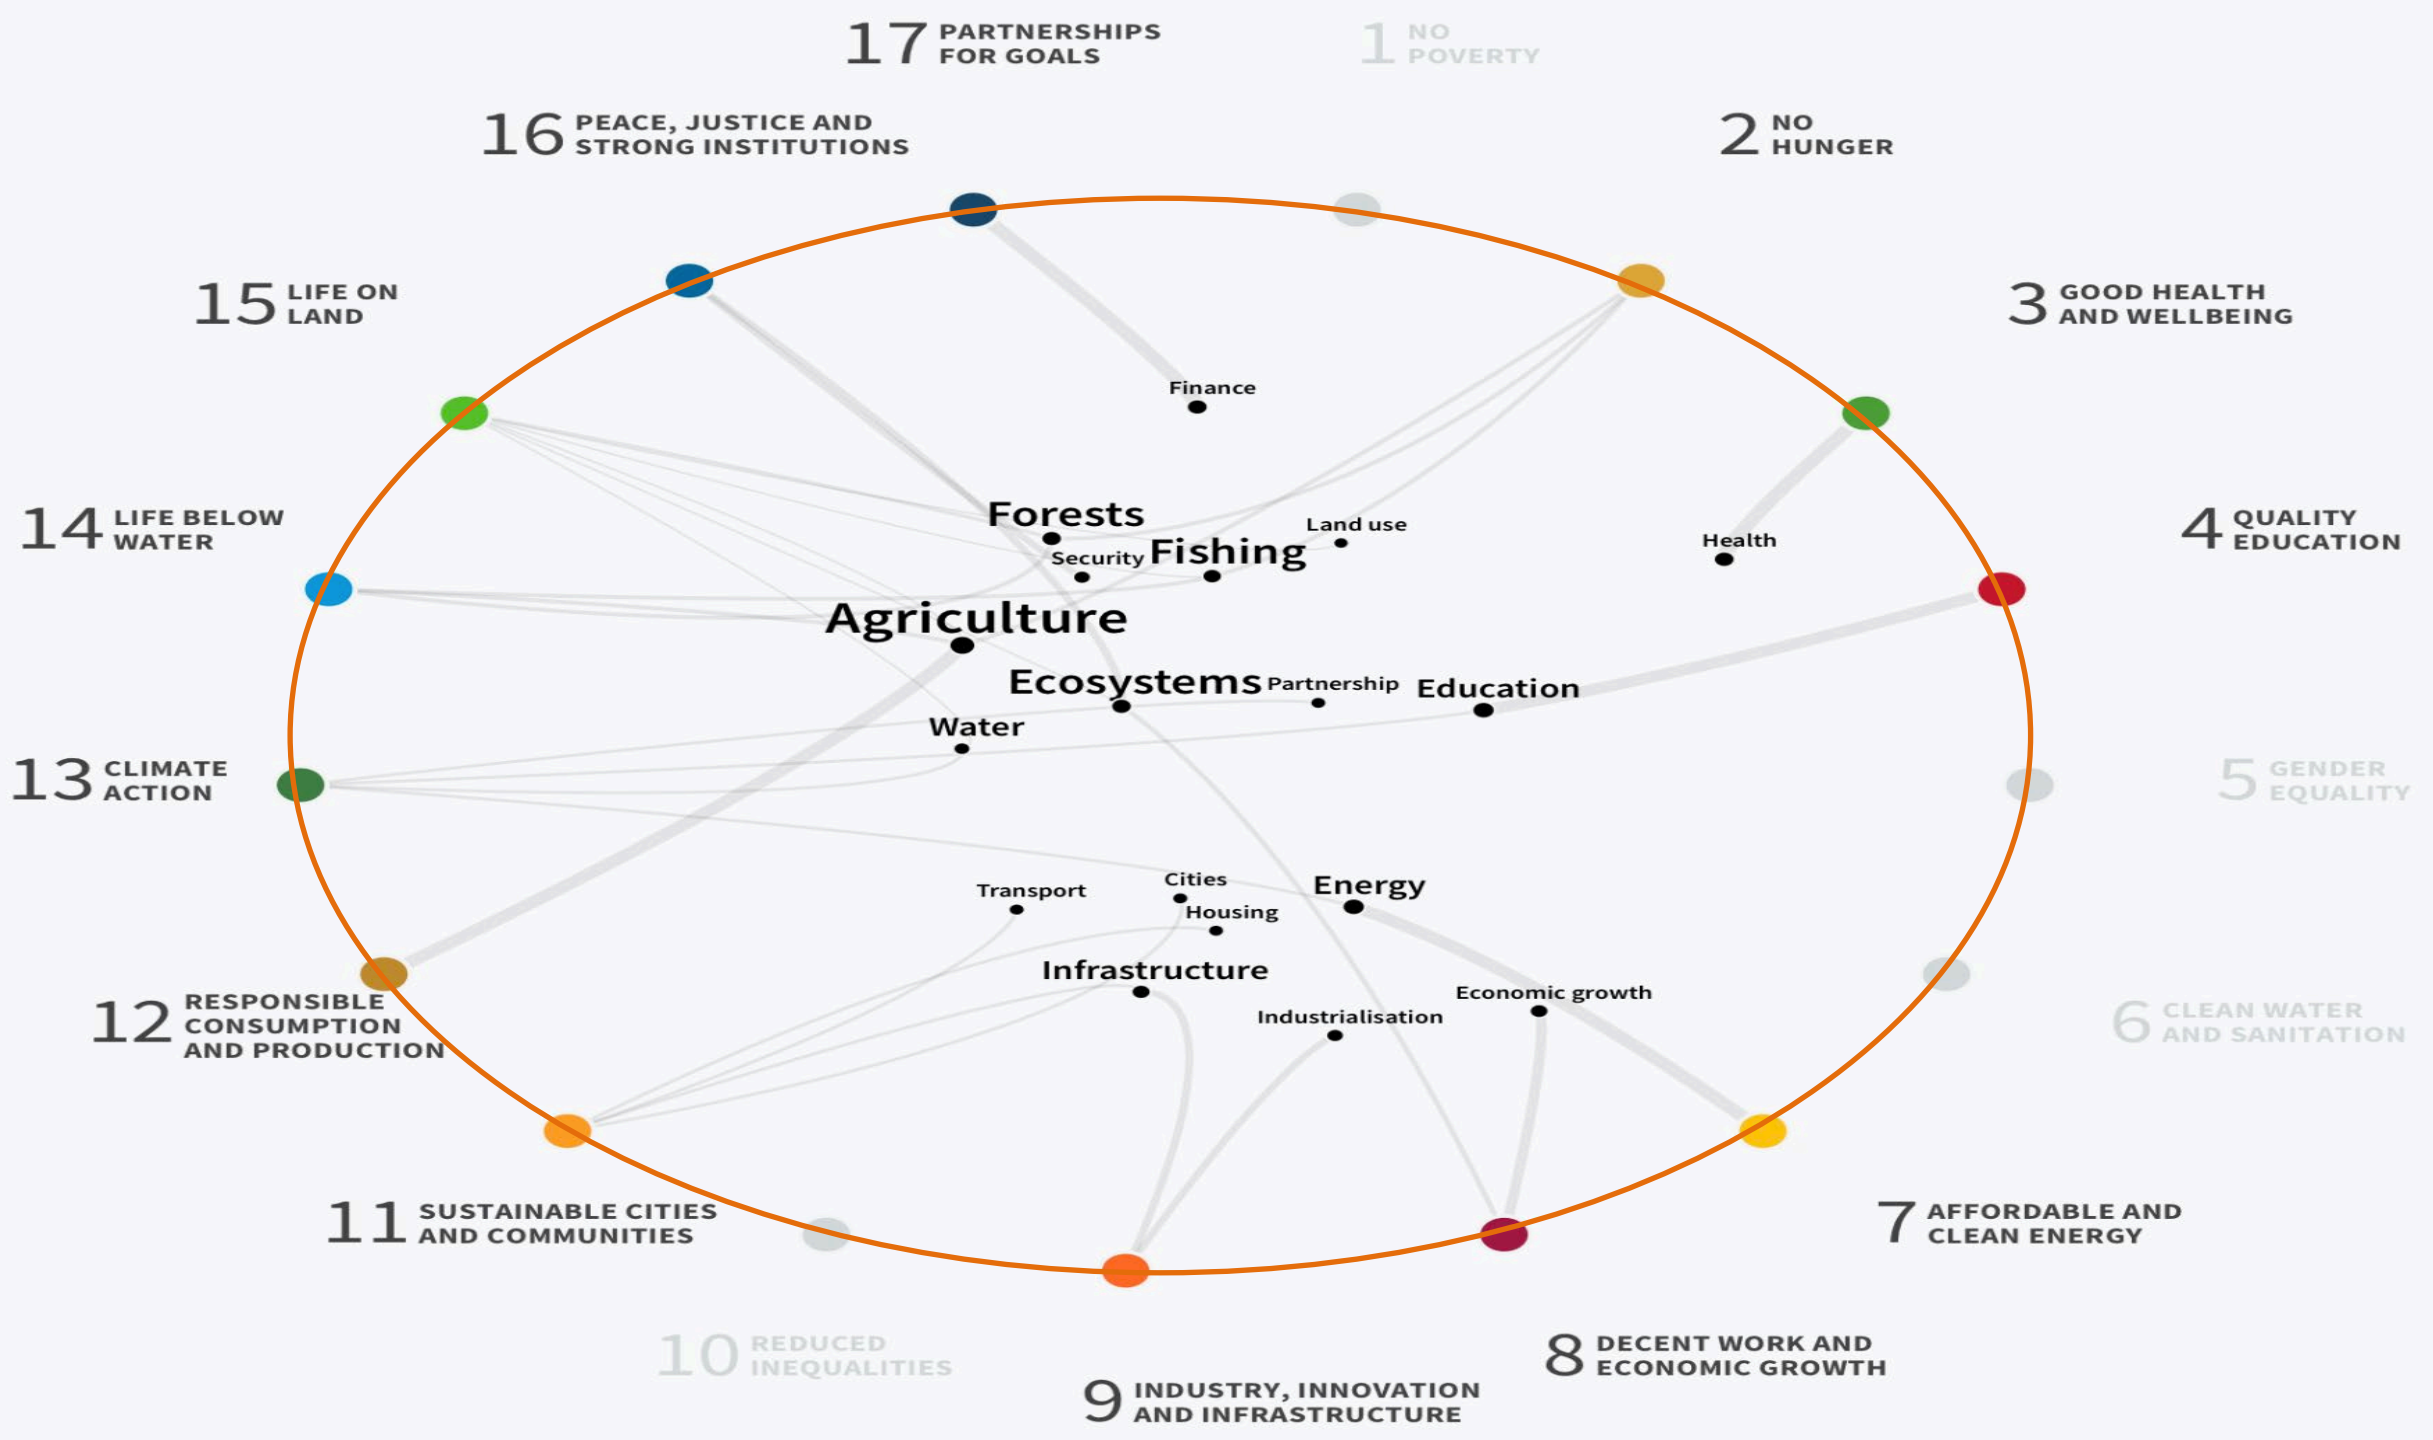 17 PARTNERSHIPS
FOR GOALS
1 NO
POVERTY
16 PEACE, JUSTICE AND
STRONG INSTITUTIONS
2 NO
HUNGER
15 LIFE ON
LAND
3 GOOD HEALTH
AND WELLBEING
Finance
14 LIFE BELOW
WATER
Forests
Land use
Security
Fishing
Health
4 QUALITY
EDUCATION
Agriculture
Ecosystems
Partnership
Education
Water
13 CLIMATE
ACTION
5 GENDER
EQUALITY
Transport
Cities
Housing
Energy
12 RESPONSIBLE
CONSUMPTION
AND PRODUCTION
Infrastructure
Industrialisation
Economic growth
6 CLEAN WATER
AND SANITATION
11 SUSTAINABLE CITIES
AND COMMUNITIES
7 AFFORDABLE AND
CLEAN ENERGY
10 REDUCED
INEQUALITIES
8 DECENT WORK AND
ECONOMIC GROWTH
9 INDUSTRY, INNOVATION
AND INFRASTRUCTURE